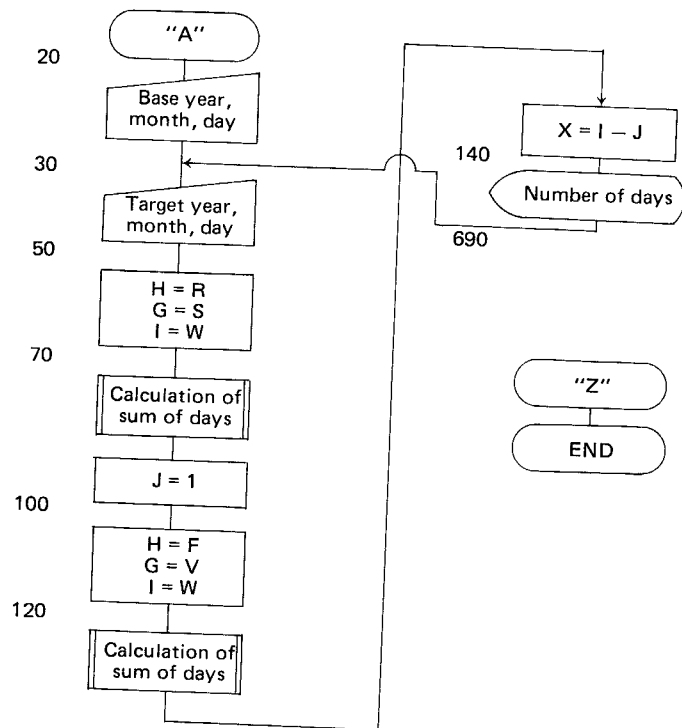 "A"
20
Base year,
month, day
30
Target year,
month, day
50
H = R
G = S
I = W
70
Calculation of
sum of days
J = 1
100
H = F
G = V
I = W
120
Calculation of
sum of days
X = I – J
140
Number of days
690
"Z"
END